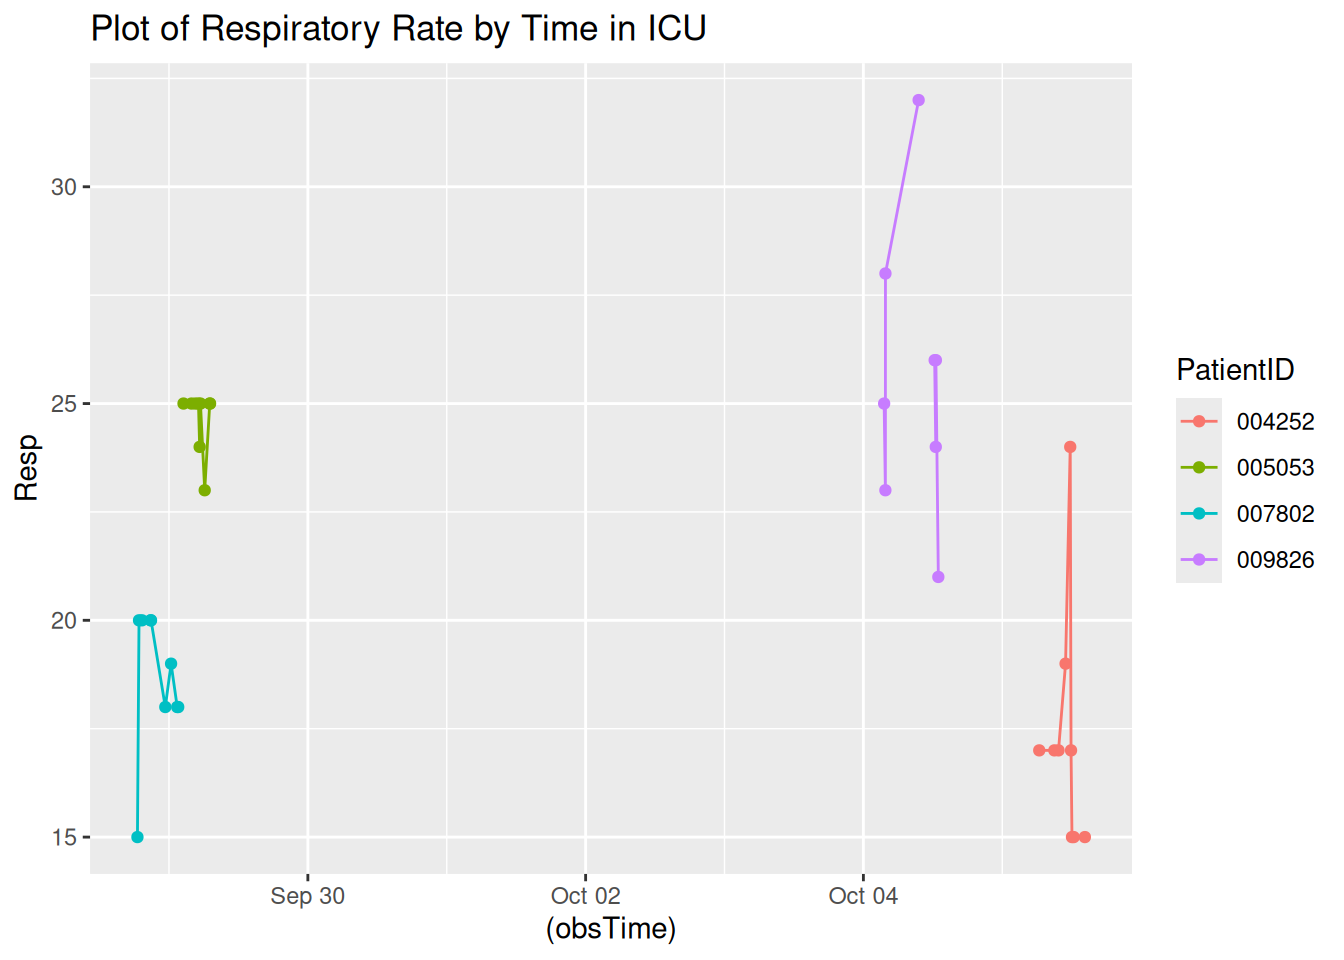 Plot of Respiratory Rate by Time in ICU
30
25
20
15
Resp
Sep 30
Oct 02
Oct 04
(obsTime)
PatientID
004252
005053
007802
009826